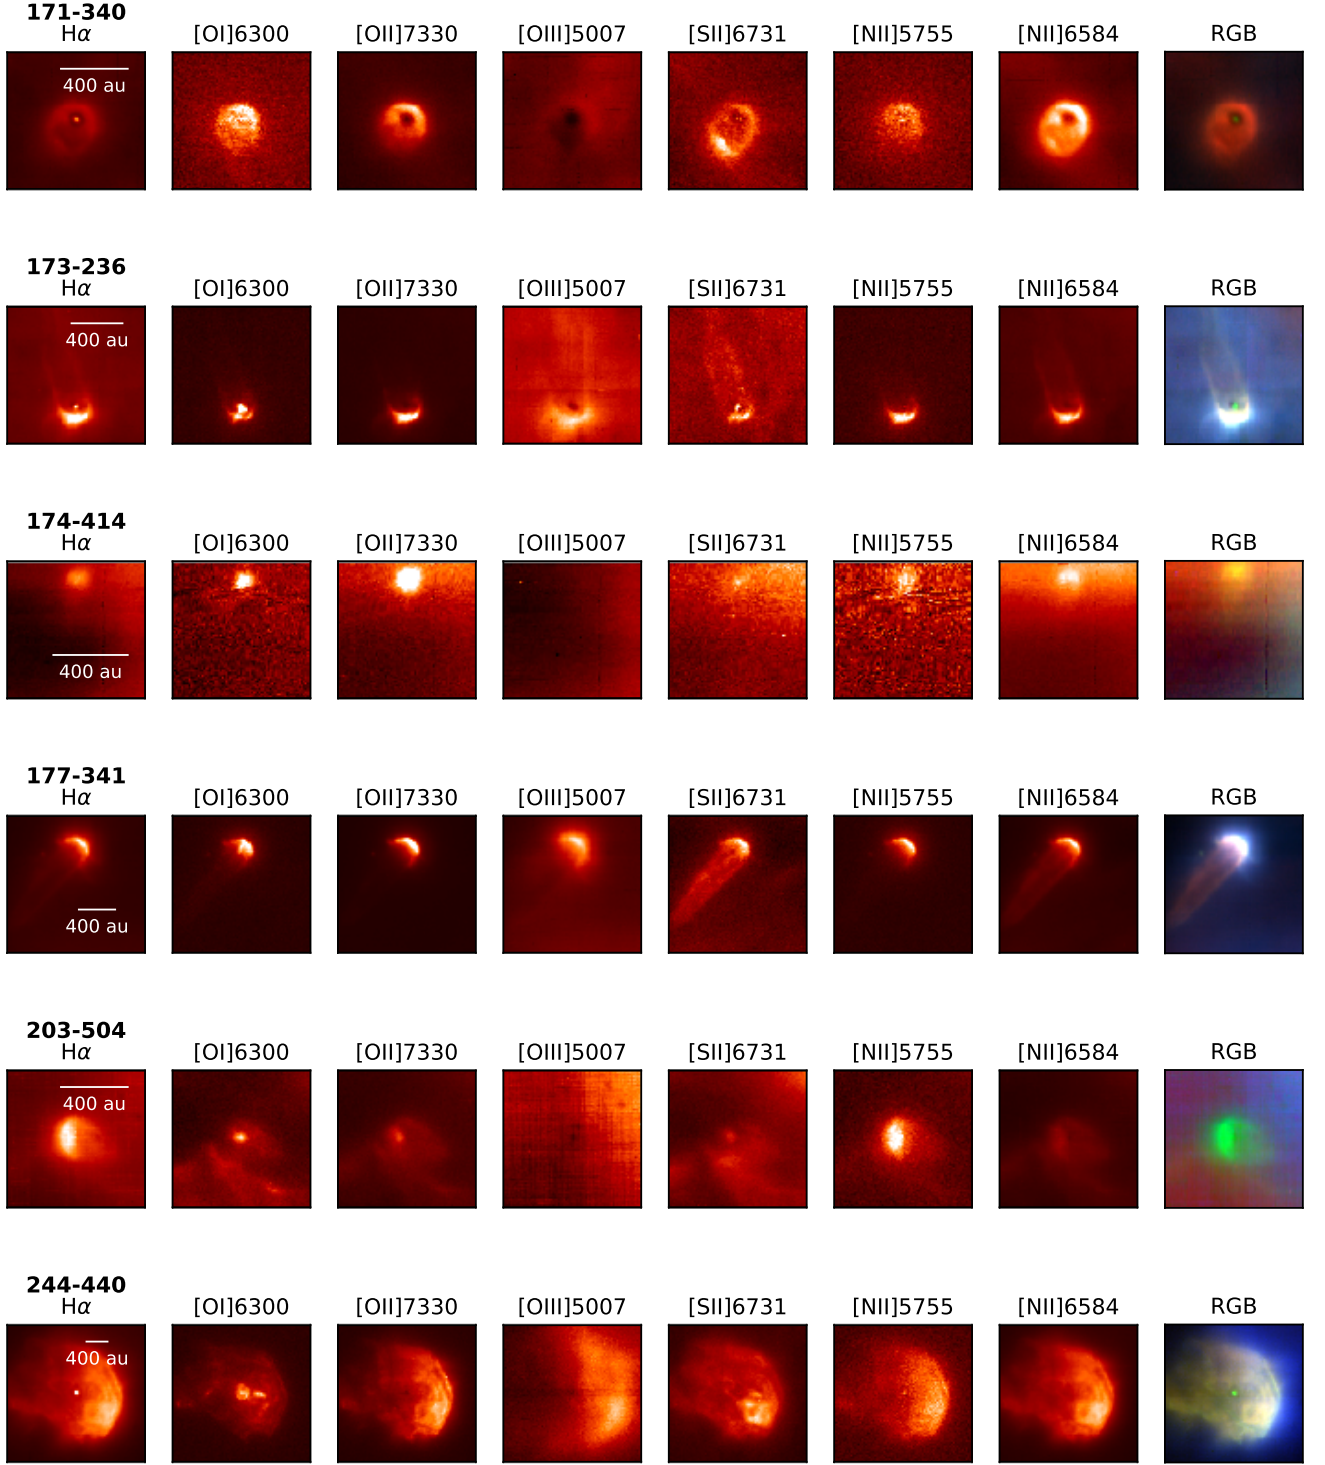 171-340
Hα [OI]6300 [OII]7330 [OIII]5007 [SII]6731 [NII]5755 [NII]6584 RGB
400 au
173-236
Hα [OI]6300 [OII]7330 [OIII]5007 [SII]6731 [NII]5755 [NII]6584 RGB
400 au
174-414
Hα [OI]6300 [OII]7330 [OIII]5007 [SII]6731 [NII]5755 [NII]6584 RGB
400 au
177-341
Hα [OI]6300 [OII]7330 [OIII]5007 [SII]6731 [NII]5755 [NII]6584 RGB
400 au
203-504
Hα [OI]6300 [OII]7330 [OIII]5007 [SII]6731 [NII]5755 [NII]6584 RGB
400 au
244-440
Hα [OI]6300 [OII]7330 [OIII]5007 [SII]6731 [NII]5755 [NII]6584 RGB
400 au